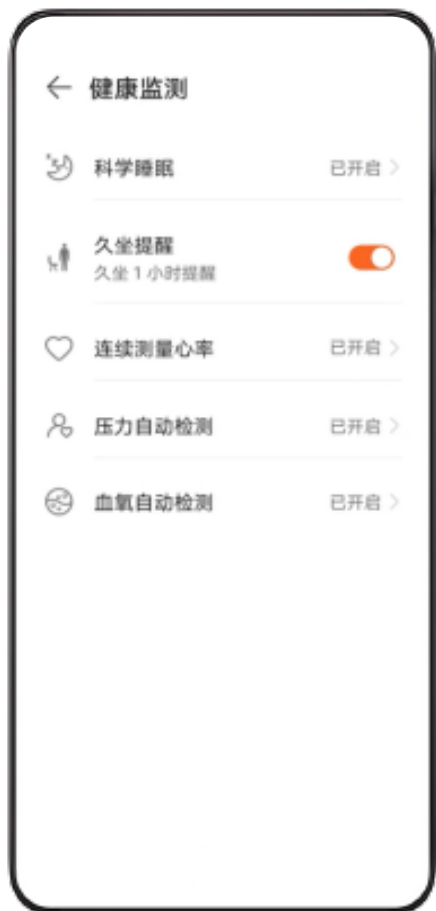 健康监测
科学睡眠 已开启
久坐提醒
久坐 1 小时提醒
连续测量心率 已开启
压力自动检测 已开启
血氧自动检测 已开启